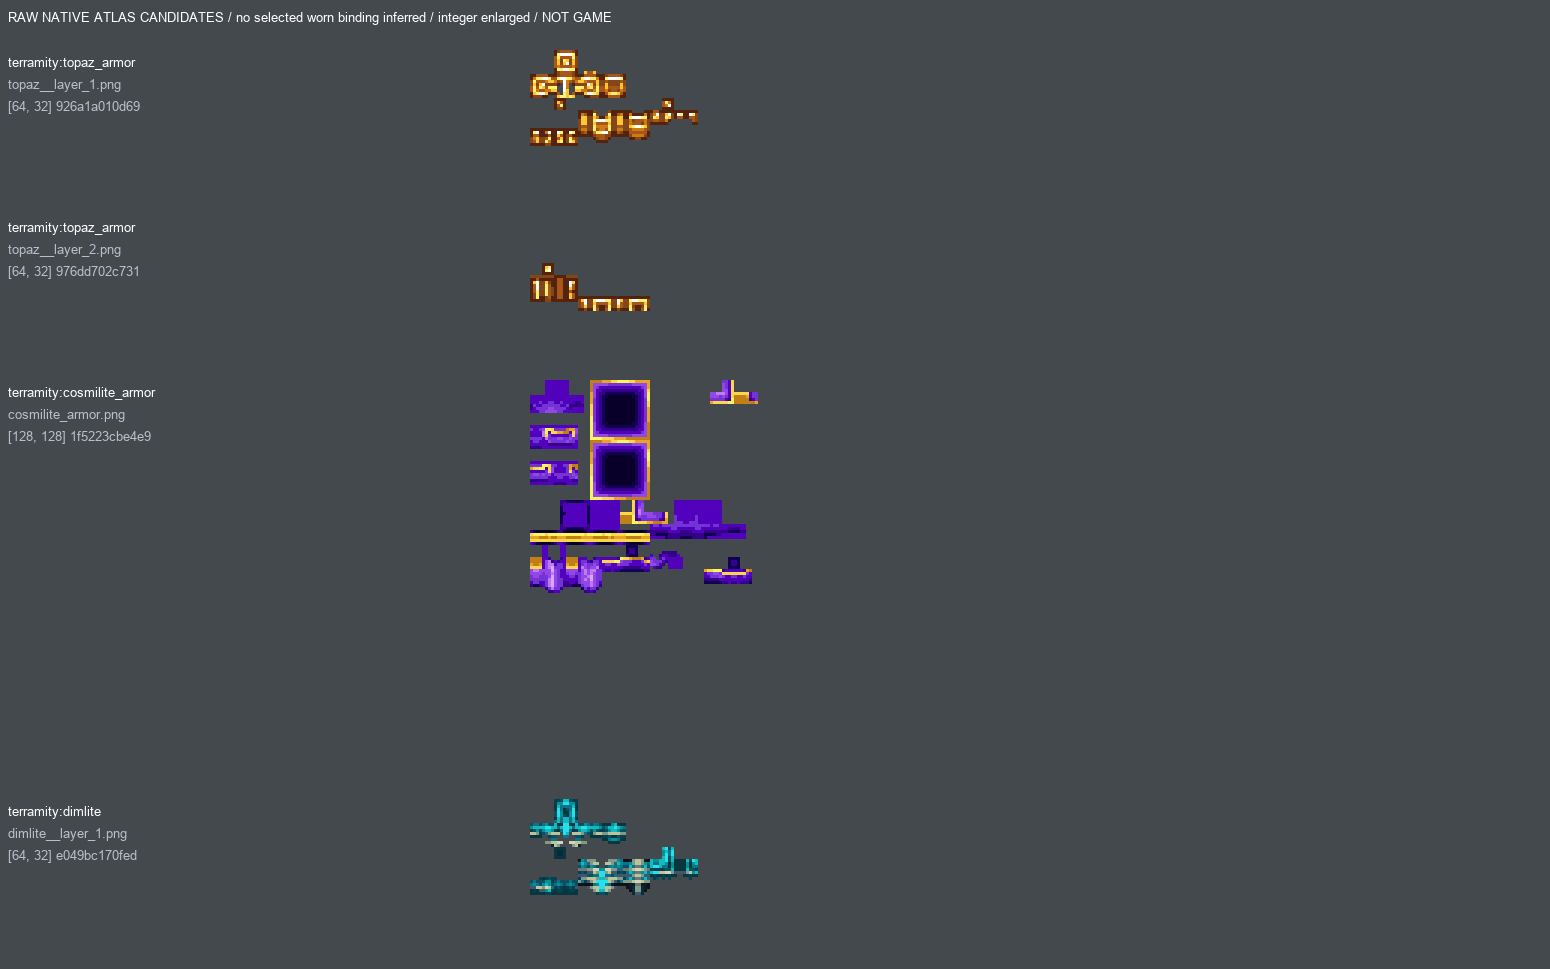 RAW NATIVE ATLAS CANDIDATES / no selected worn binding inferred / integer enlarged / NOT GAME
terramity:topaz_armor
topaz__layer_1.png
[64, 32] 926a1a010d69
terramity:topaz_armor
topaz__layer_2.png
[64, 32] 976dd702c731
terramity:cosmilite_armor
cosmilite_armor.png
[128, 128] 1f5223cbe4e9
terramity:dimlite
dimlite__layer_1.png
[64, 32] e049bc170fed